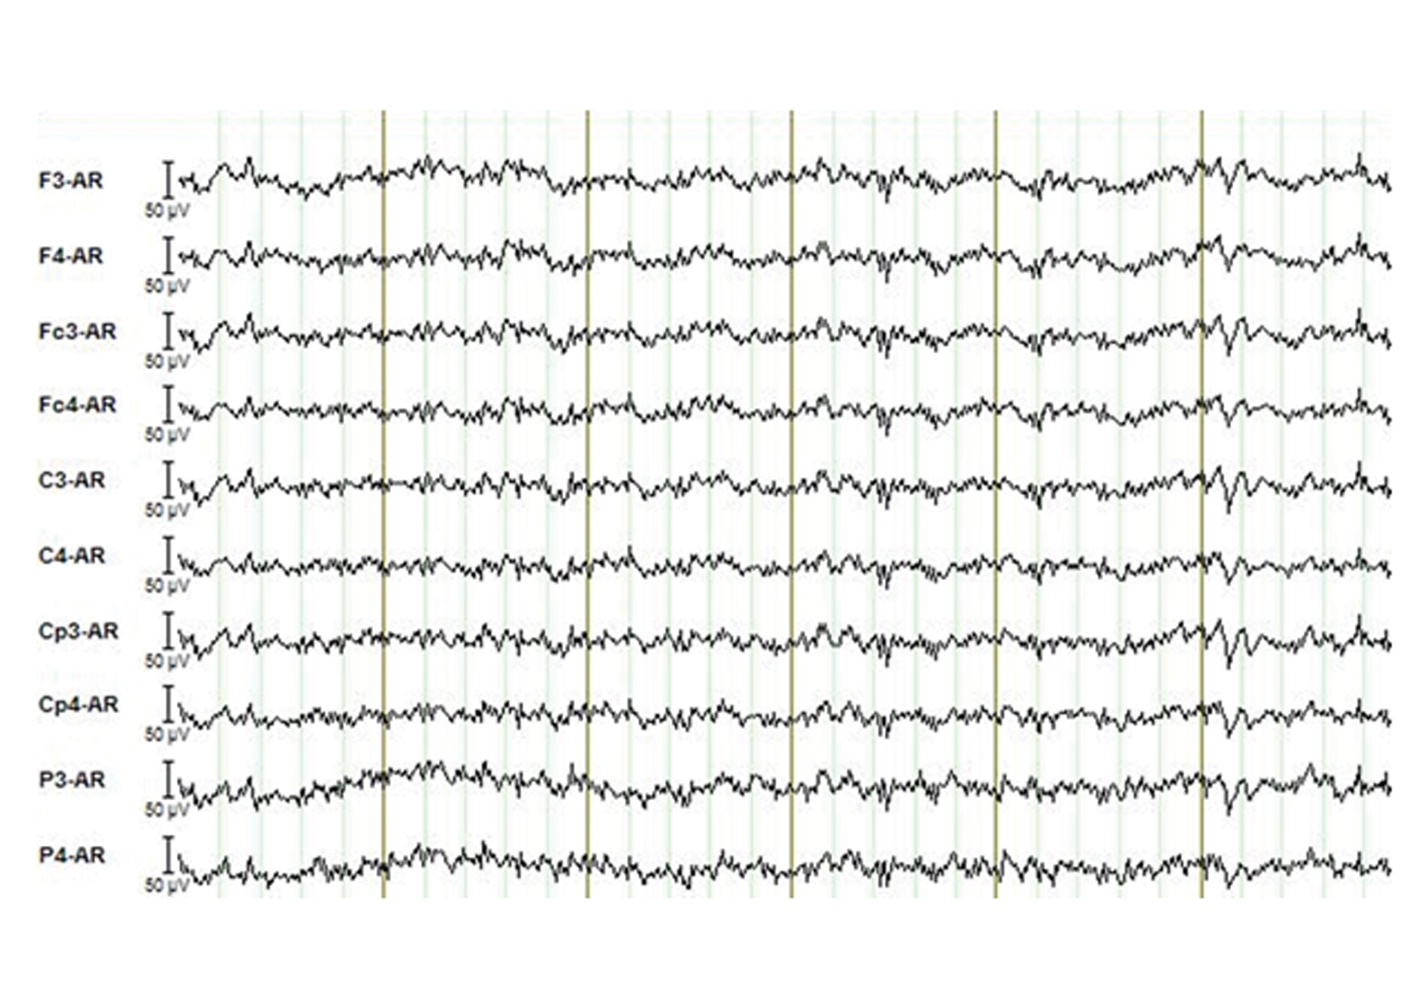 F3-AR
50 µV
F4-AR
50 µV
Fc3-AR
50 µV
Fc4-AR
50 µV
C3-AR
50 µV
C4-AR
50 µV
Cp3-AR
50 µV
Cp4-AR
50 µV
P3-AR
50 µV
P4-AR
50 µV